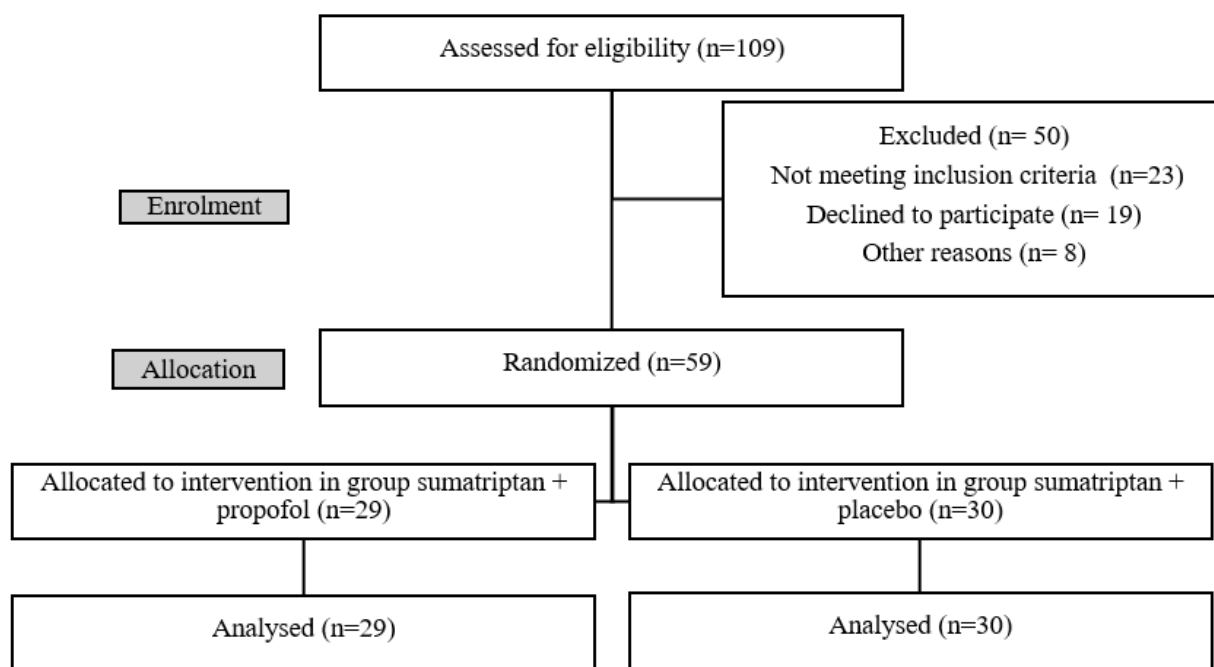 Assessed for eligibility (n=109)
Excluded (n= 50)
Not meeting inclusion criteria (n=23)
Declined to participate (n= 19)
Other reasons (n= 8)
Enrolment
Randomized (n=59)
Allocation
Allocated to intervention in group sumatriptan +
propofol (n=29)
Allocated to intervention in group sumatriptan +
placebo (n=30)
Analysed (n=29)
Analysed (n=30)